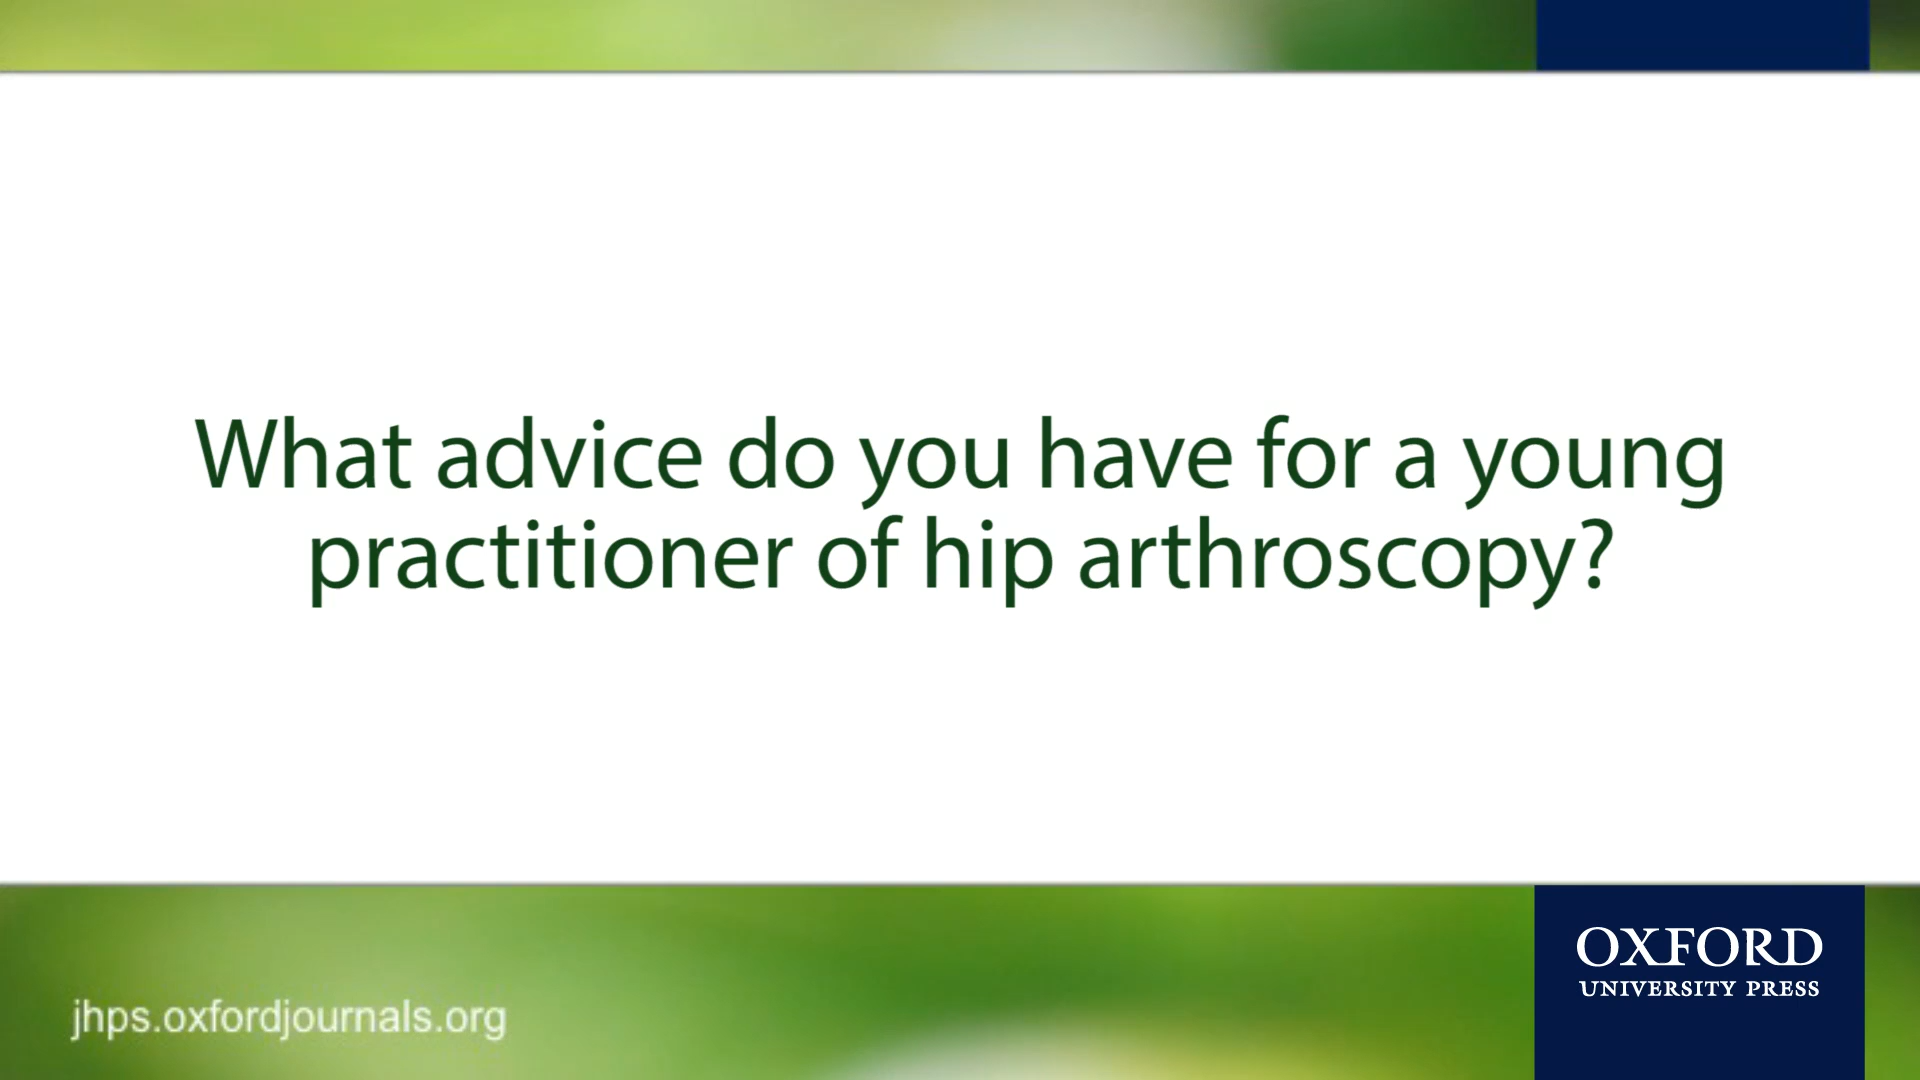 What advice do you have for a young
practitioner of hip arthroscopy?
jhps.oxfordjournals.org
OXFORD
UNIVERSITY PRESS